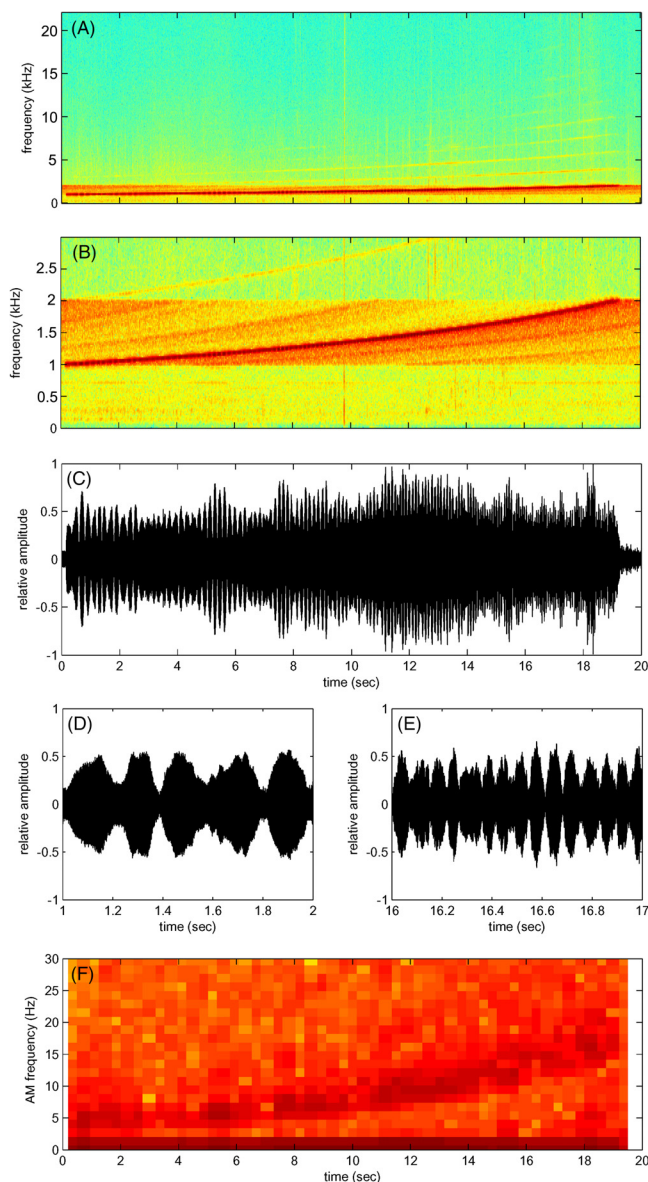 (A)
20
15
10
5
0
frequency (kHz)
(B)
2.5
2
1.5
1
0.5
0
frequency (kHz)
(C)
1
0.5
0
-0.5
-1
relative amplitude
0 2 4 6 8 10 12 14 16 18 20
time (sec)
(D)
1
0.5
0
-0.5
-1
relative amplitude
1 1.2 1.4 1.6 1.8 2
time (sec)
(E)
1
0.5
0
-0.5
-1
relative amplitude
16 16.2 16.4 16.6 16.8 17
time (sec)
(F)
30
25
20
15
10
5
0
AM frequency (Hz)
0 2 4 6 8 10 12 14 16 18 20
time (sec)